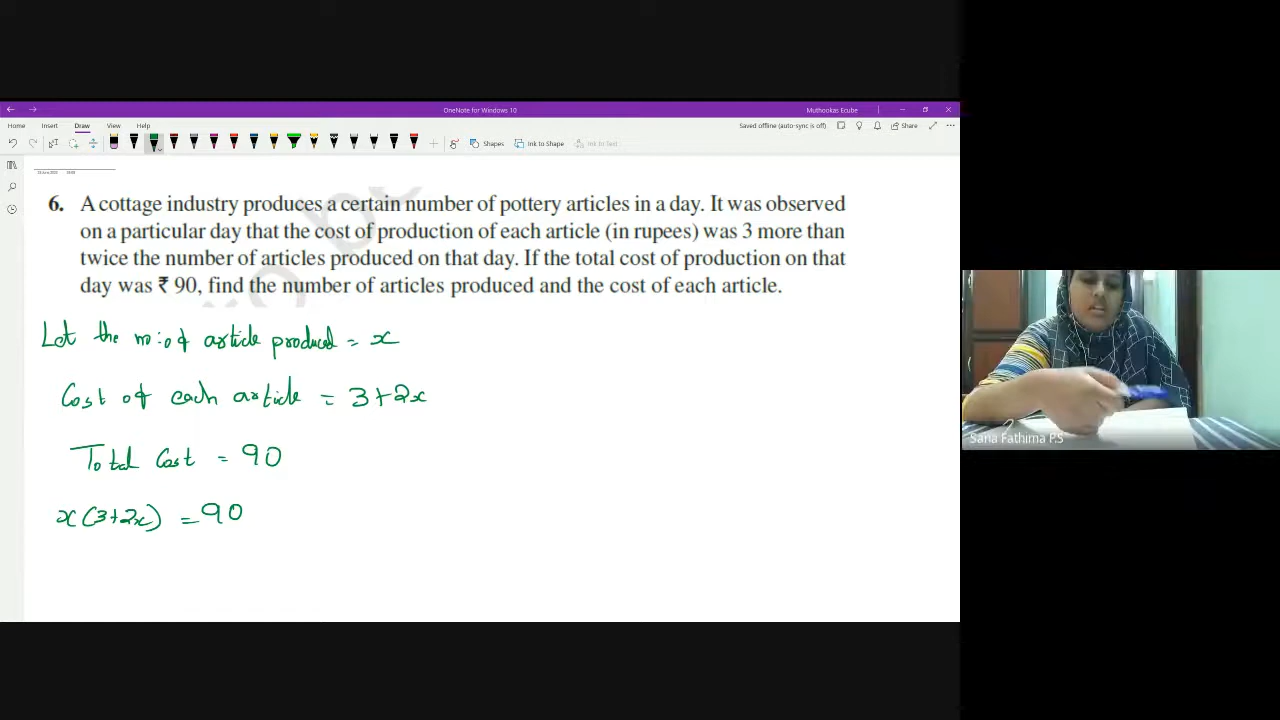 OneNote for Windows 10
Muthookas Ecube
Home Insert Draw View Help
Saved offline (auto-sync is off)
Share
Shapes
Ink to Shape
Ink to Text
6. A cottage industry produces a certain number of pottery articles in a day. It was observed
on a particular day that the cost of production of each article (in rupees) was 3 more than
twice the number of articles produced on that day. If the total cost of production on that
day was ₹ 90, find the number of articles produced and the cost of each article.
Let the no: of article produced = x
Cost of each article = 3+2x
Total Cost = 90
x(3+2x) = 90
Sana Fathima P.S